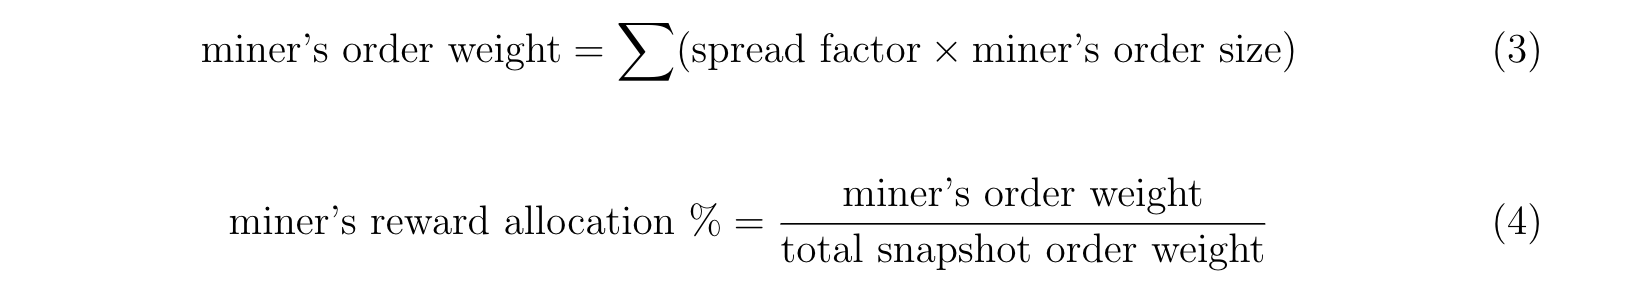 miner's order weight = ∑(spread factor × miner's order size) (3)
miner's reward allocation % = miner's order weight / total snapshot order weight (4)